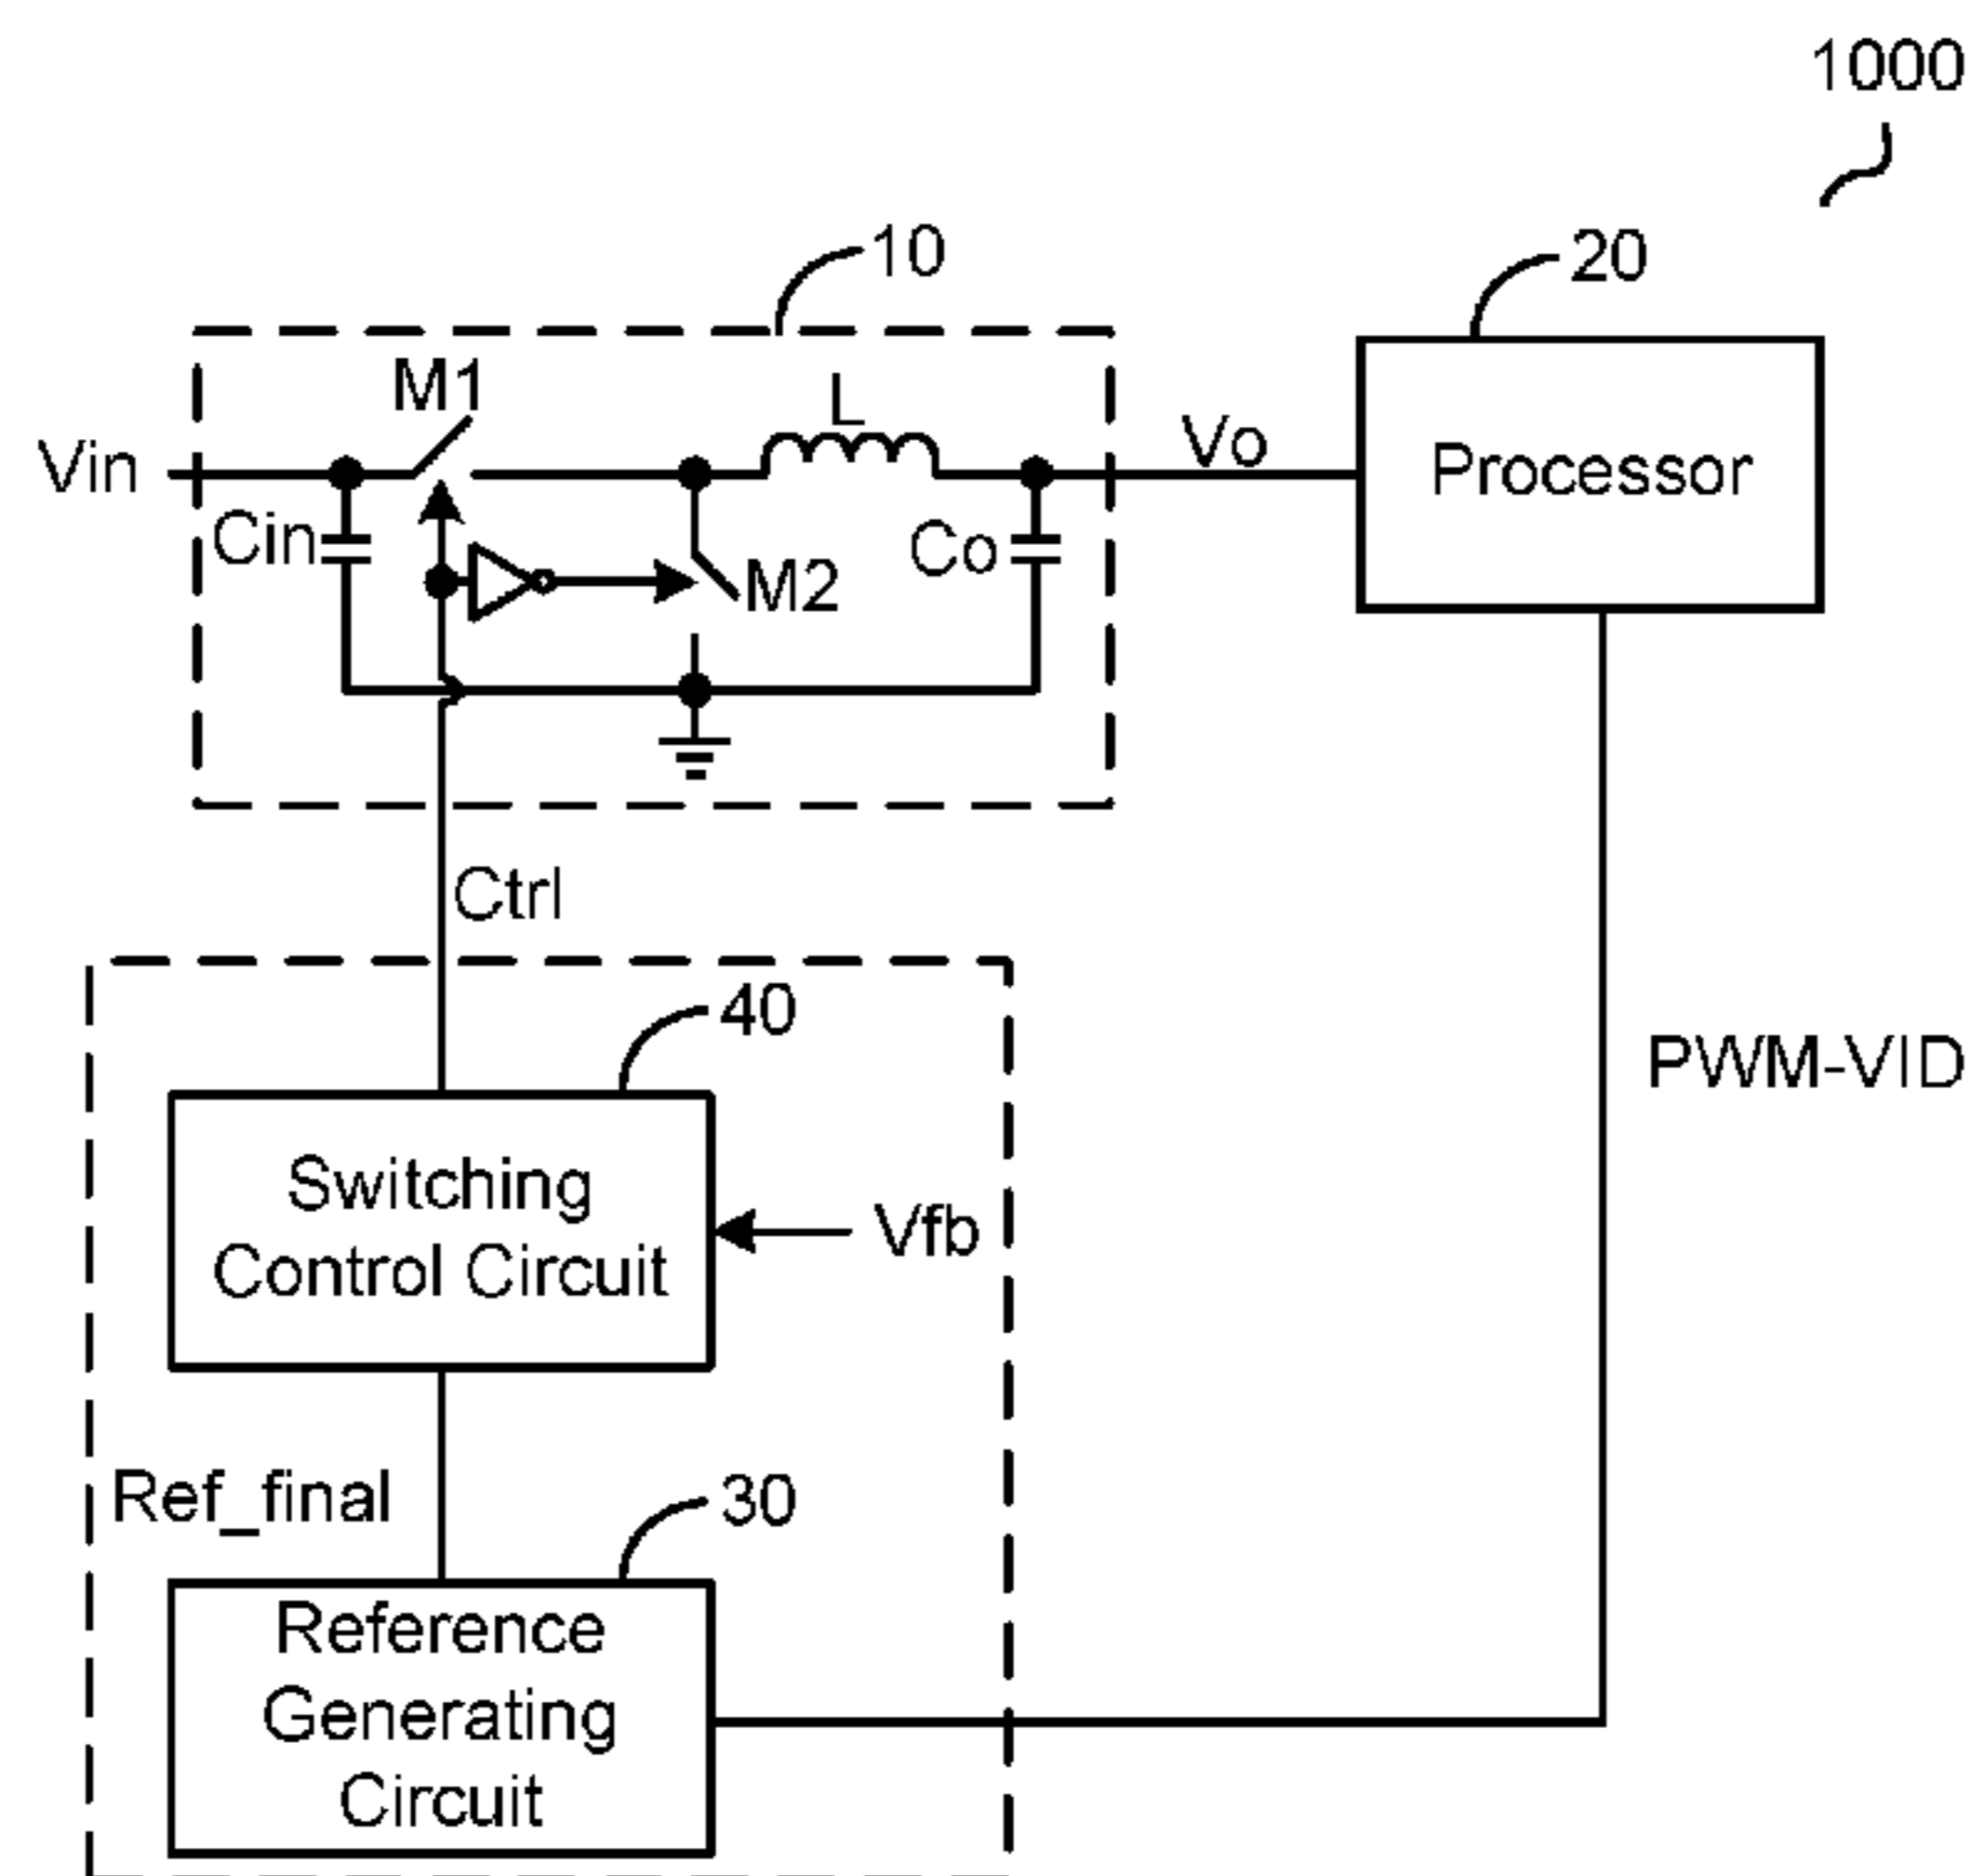 1000
10
20
M1
L
Vin
Vo
Processor
Cin
Co
M2
Ctrl
40
PWM-VID
Switching
Control Circuit
Vfb
Ref_final
30
Reference
Generating
Circuit